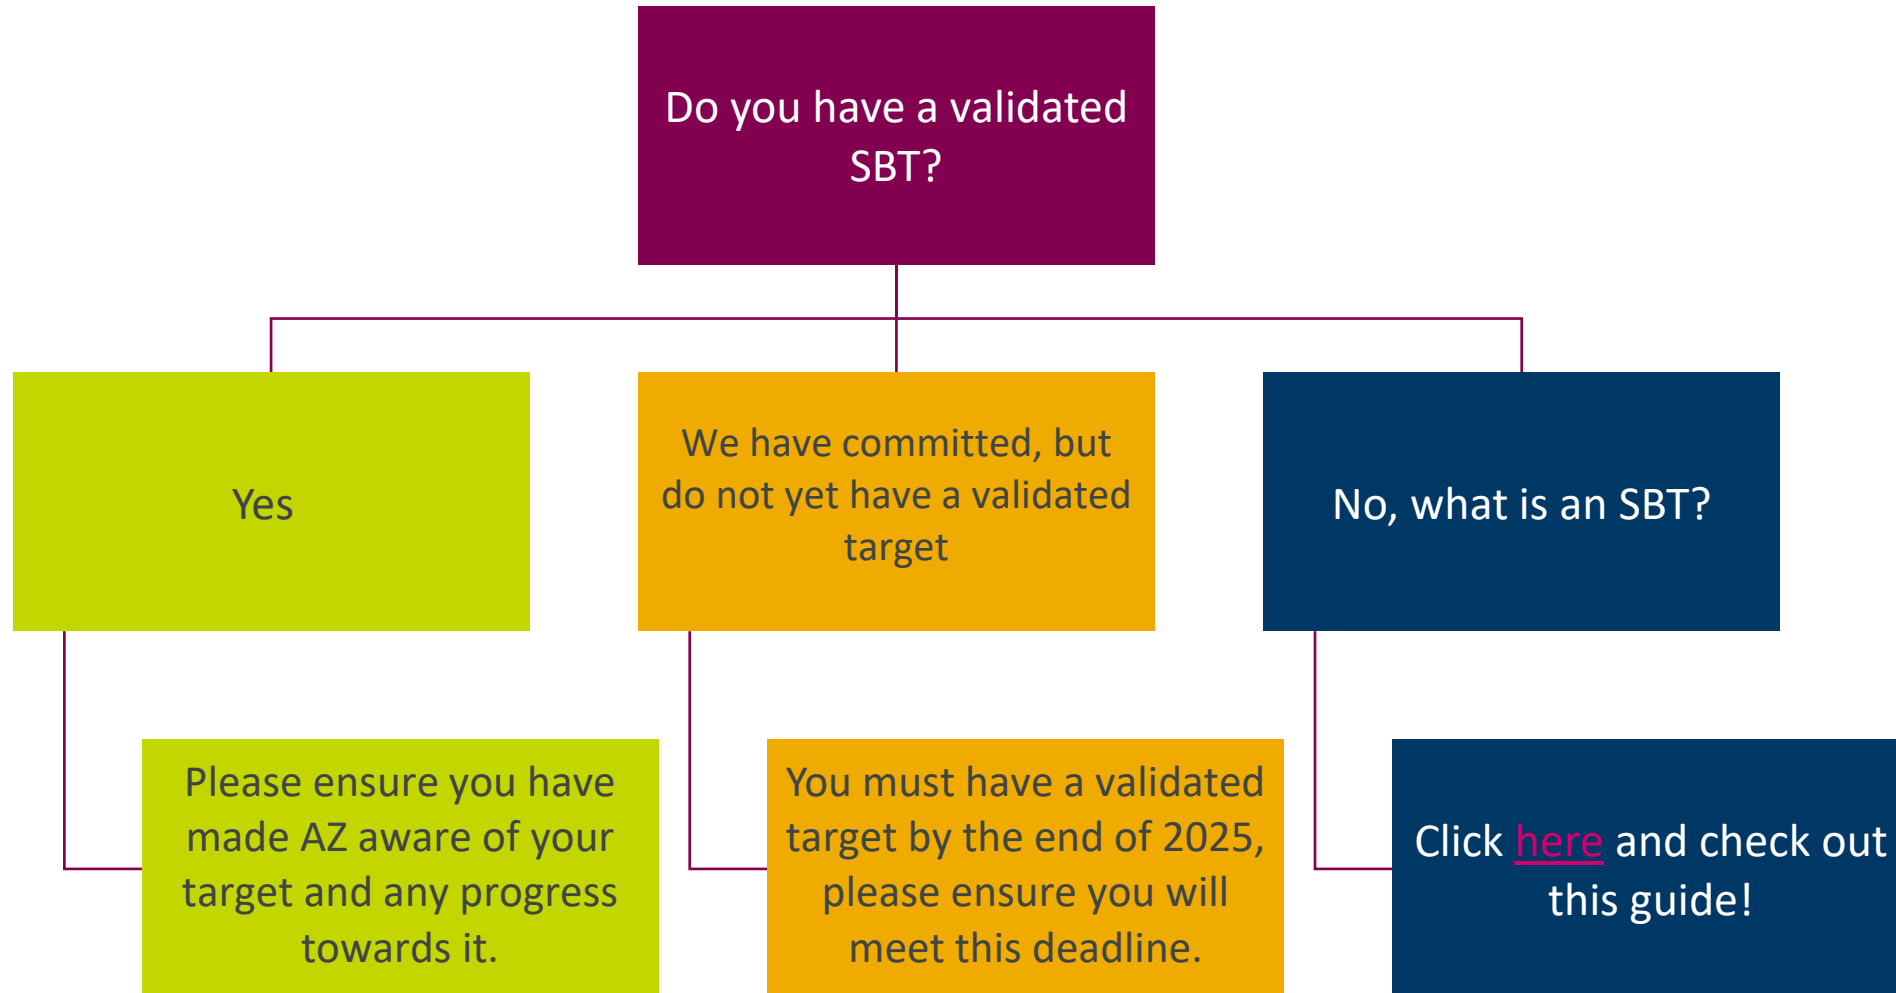 Do you have a validated
SBT?
Yes
We have committed, but
do not yet have a validated
target
No, what is an SBT?
Please ensure you have
made AZ aware of your
target and any progress
towards it.
You must have a validated
target by the end of 2025,
please ensure you will
meet this deadline.
Click here and check out
this guide!